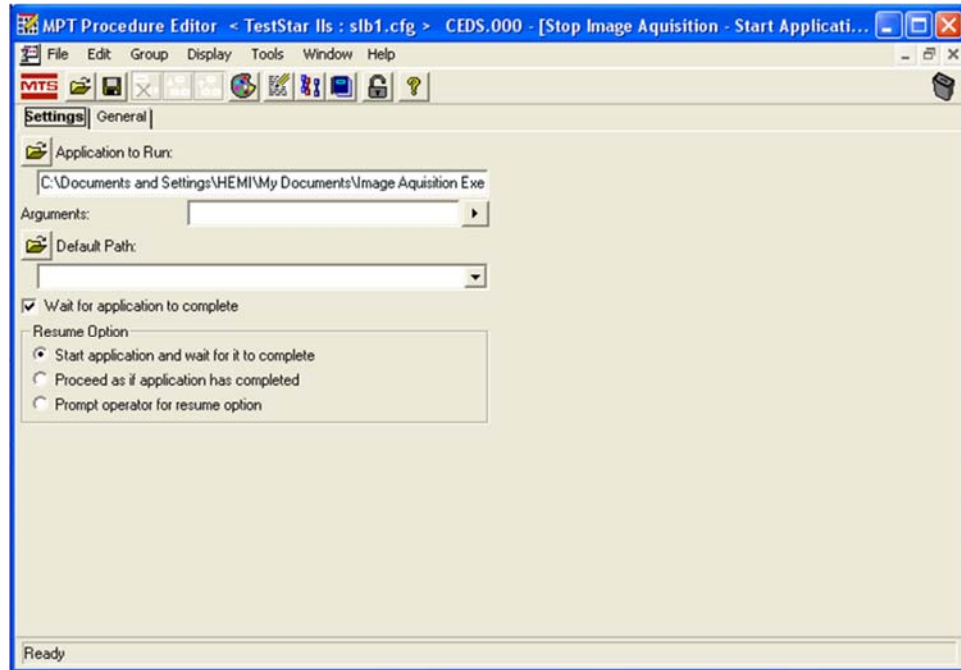 MPT Procedure Editor < TestStar IIs : slb1.cfg > CEDS.000 - [Stop Image Aquisition - Start Applicati...
File Edit Group Display Tools Window Help
MTS
Settings General
Application to Run:
C:\Documents and Settings\HEMI\My Documents\Image Aquisition Exe
Arguments:
Default Path:
Wait for application to complete
Resume Option
Start application and wait for it to complete
Proceed as if application has completed
Prompt operator for resume option
Ready